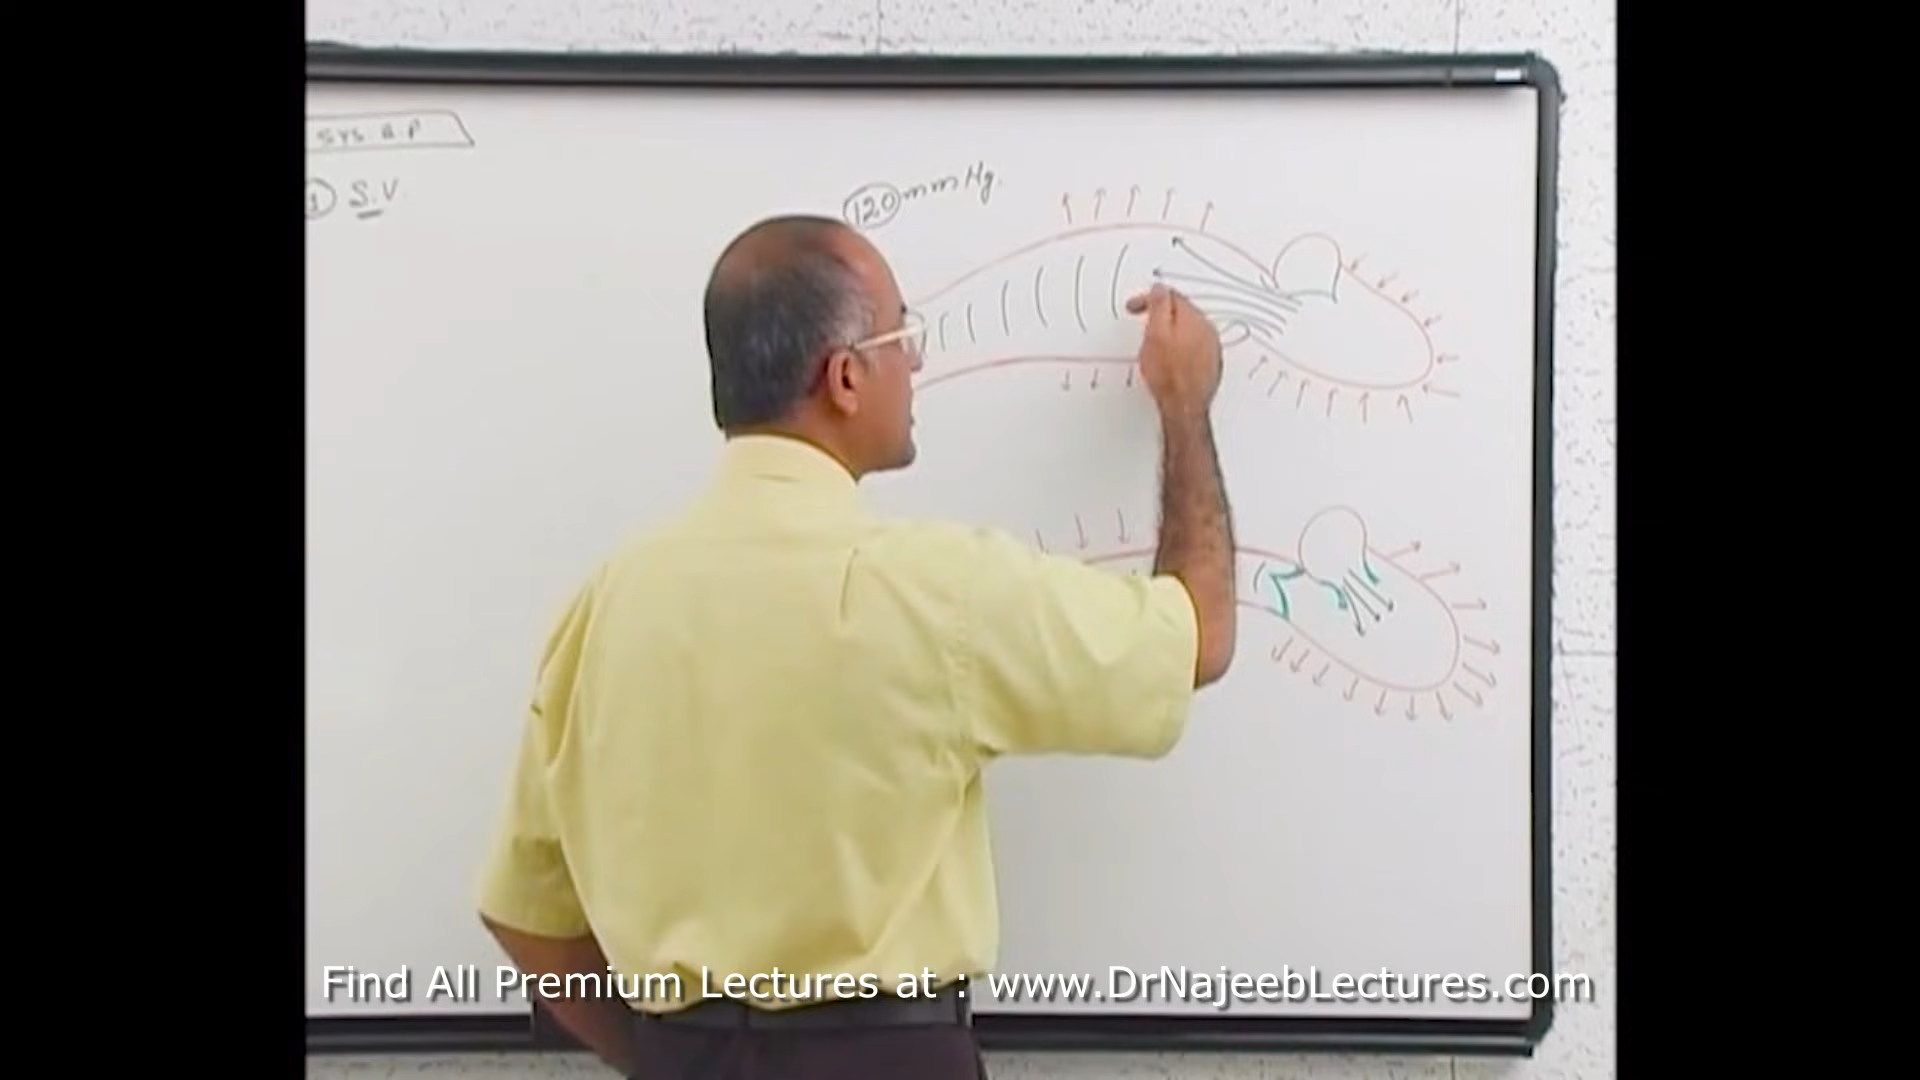 SYS. B.P
1 S.V.
120 mm Hg.
Find All Premium Lectures at : www.DrNajeebLectures.com